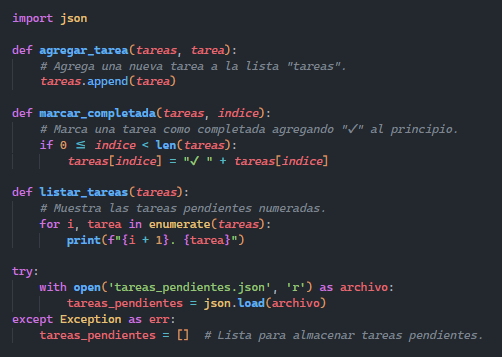 import json
def agregar_tarea(tareas, tarea):
# Agrega una nueva tarea a la lista "tareas".
tareas.append(tarea)
def marcar_completada(tareas, indice):
# Marca una tarea como completada agregando "✓" al principio.
if 0 ≤ indice < len(tareas):
tareas[indice] = "✓ " + tareas[indice]
def listar_tareas(tareas):
# Muestra las tareas pendientes numeradas.
for i, tarea in enumerate(tareas):
print(f"{i + 1}. {tarea}")
try:
with open('tareas_pendientes.json', 'r') as archivo:
tareas_pendientes = json.load(archivo)
except Exception as err:
tareas_pendientes = [] # Lista para almacenar tareas pendientes.